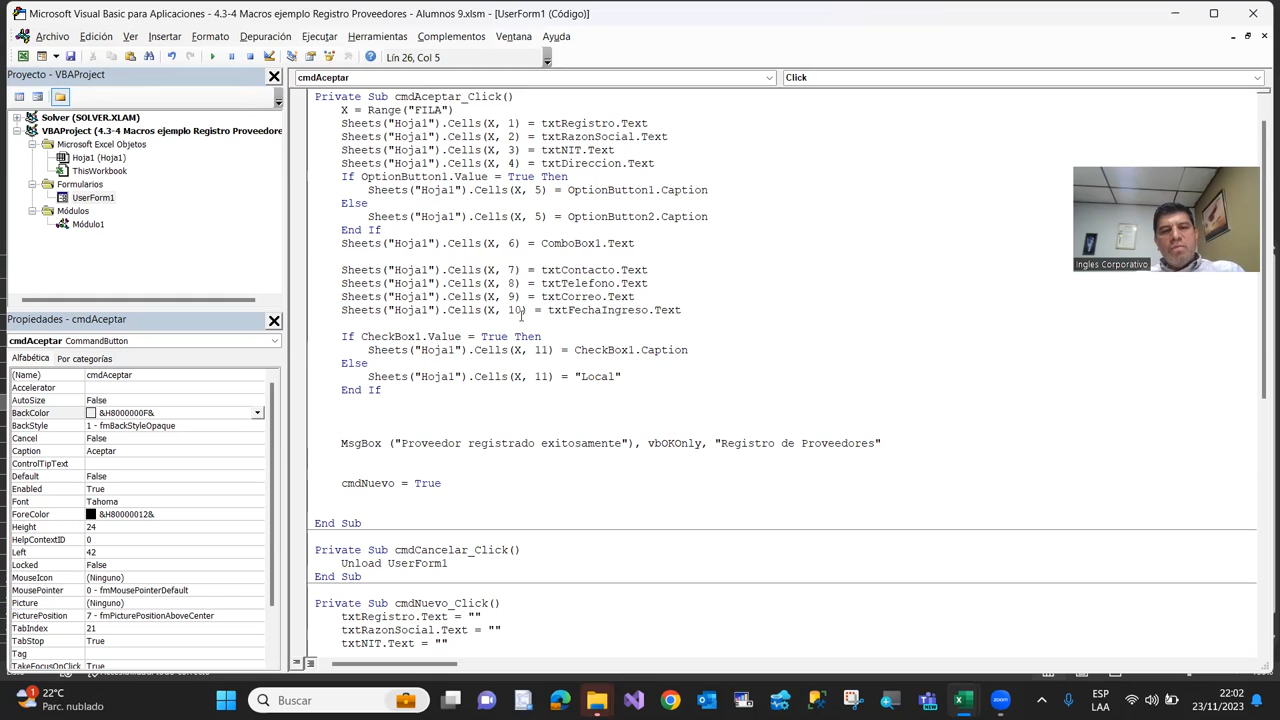 Microsoft Visual Basic para Aplicaciones - 4.3-4 Macros ejemplo Registro Proveedores - Alumnos 9.xlsm - [UserForm1 (Código)]
Archivo Edición Ver Insertar Formato Depuración Ejecutar Herramientas Complementos Ventana Ayuda
Lín 26, Col 5
Proyecto - VBAProject
Solver (SOLVER.XLAM)
VBAProject (4.3-4 Macros ejemplo Registro Proveedores
Microsoft Excel Objetos
Hoja1 (Hoja1)
ThisWorkbook
Formularios
UserForm1
Módulos
Módulo1
Propiedades - cmdAceptar
cmdAceptar CommandButton
Alfabética Por categorías
(Name) cmdAceptar
Accelerator
AutoSize False
BackColor &H8000000F&
BackStyle 1 - fmBackStyleOpaque
Cancel False
Caption Aceptar
ControlTipText
Default False
Enabled True
Font Tahoma
ForeColor &H80000012&
Height 24
HelpContextID 0
Left 42
Locked False
MouseIcon (Ninguno)
MousePointer 0 - fmMousePointerDefault
Picture (Ninguno)
PicturePosition 7 - fmPicturePositionAboveCenter
TabIndex 21
TabStop True
Tag
TakeFocusOnClick True
cmdAceptar Click
Private Sub cmdAceptar_Click()
X = Range("FILA")
Sheets("Hoja1").Cells(X, 1) = txtRegistro.Text
Sheets("Hoja1").Cells(X, 2) = txtRazonSocial.Text
Sheets("Hoja1").Cells(X, 3) = txtNIT.Text
Sheets("Hoja1").Cells(X, 4) = txtDireccion.Text
If OptionButton1.Value = True Then
Sheets("Hoja1").Cells(X, 5) = OptionButton1.Caption
Else
Sheets("Hoja1").Cells(X, 5) = OptionButton2.Caption
End If
Sheets("Hoja1").Cells(X, 6) = ComboBox1.Text
Sheets("Hoja1").Cells(X, 7) = txtContacto.Text
Sheets("Hoja1").Cells(X, 8) = txtTelefono.Text
Sheets("Hoja1").Cells(X, 9) = txtCorreo.Text
Sheets("Hoja1").Cells(X, 10) = txtFechaIngreso.Text
If CheckBox1.Value = True Then
Sheets("Hoja1").Cells(X, 11) = CheckBox1.Caption
Else
Sheets("Hoja1").Cells(X, 11) = "Local"
End If
MsgBox ("Proveedor registrado exitosamente"), vbOKOnly, "Registro de Proveedores"
cmdNuevo = True
End Sub
Private Sub cmdCancelar_Click()
Unload UserForm1
End Sub
Private Sub cmdNuevo_Click()
txtRegistro.Text = ""
txtRazonSocial.Text = ""
txtNIT.Text = ""
Ingles Corporativo
22°C
Parc. nublado
Buscar
ESP
LAA
22:02
23/11/2023